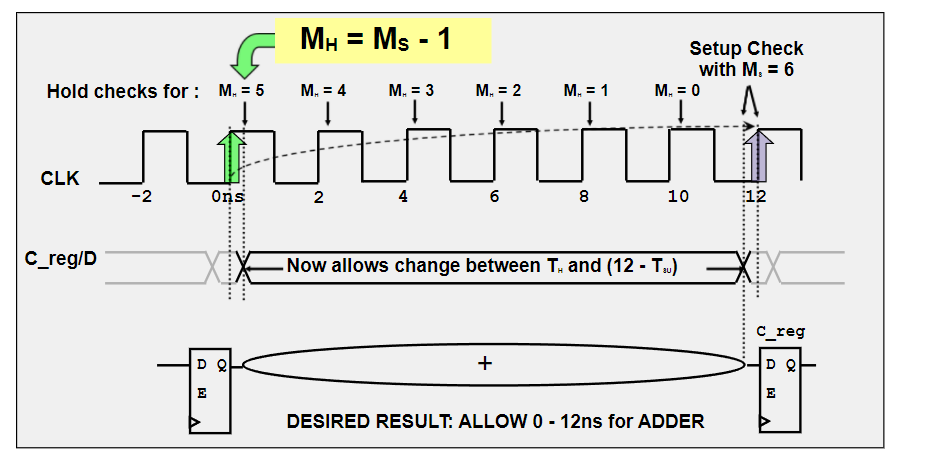 MH = MS - 1
Setup Check
with MS = 6
Hold checks for : MH = 5 MH = 4 MH = 3 MH = 2 MH = 1 MH = 0
CLK
-2 0ns 2 4 6 8 10 12
C_reg/D
Now allows change between TH and (12 - TSU)
C_reg
D Q + D Q
E E
DESIRED RESULT: ALLOW 0 - 12ns for ADDER